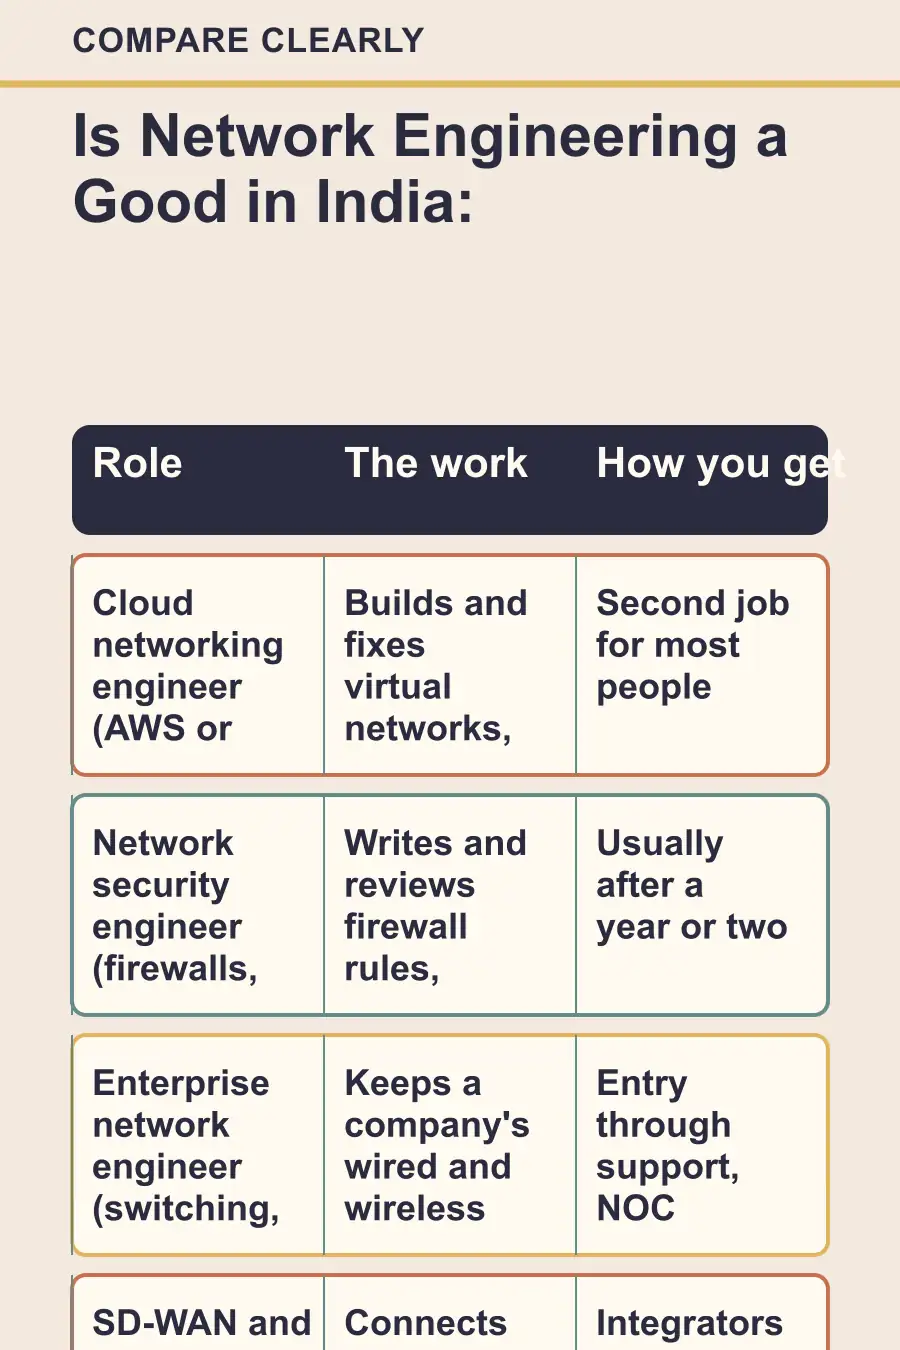 COMPARE CLEARLY
Is Network Engineering a
Good in India:
Role
The work
How you get
Cloud
networking
engineer
(AWS or
Builds and
fixes
virtual
networks,
Second job
for most
people
Network
security
engineer
(firewalls,
Writes and
reviews
firewall
rules,
Usually
after a
year or two
Enterprise
network
engineer
(switching,
Keeps a
company's
wired and
wireless
Entry
through
support,
NOC
SD-WAN and
Connects
Integrators